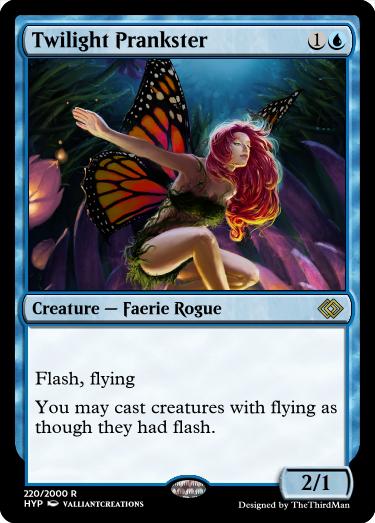 Twilight Prankster 1
Creature — Faerie Rogue
Flash, flying
You may cast creatures with flying as
though they had flash.
2/1
220/2000 R
HYP VALLIANTCREATIONS Designed by TheThirdMan